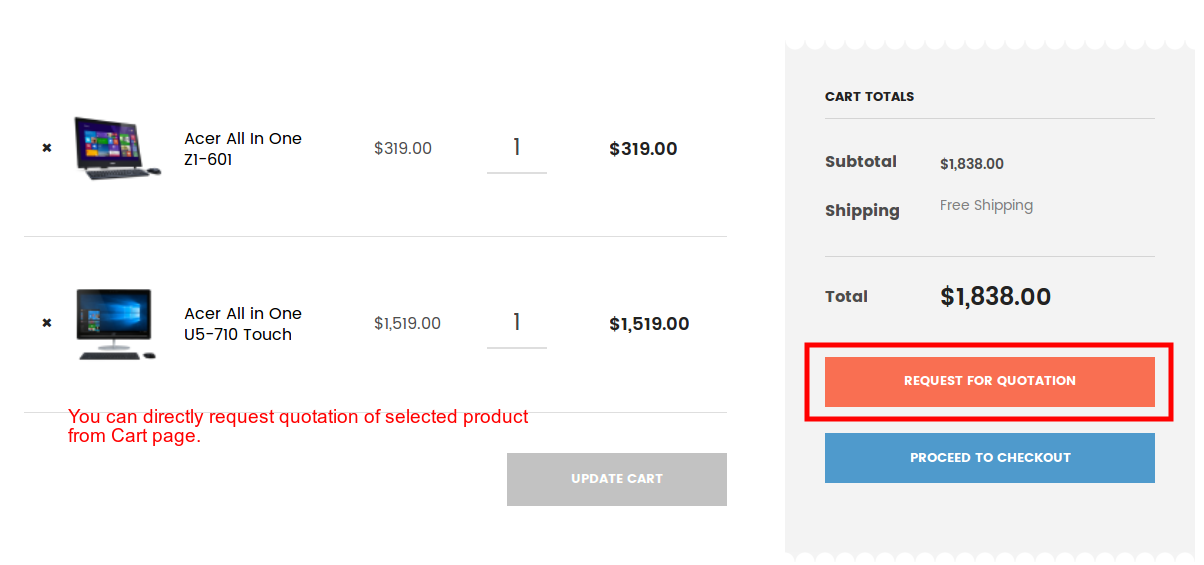 Acer All In One
Z1-601
$319.00
1
$319.00
Acer All in One
U5-710 Touch
$1,519.00
1
$1,519.00
You can directly request quotation of selected product
from Cart page.
UPDATE CART
CART TOTALS
Subtotal $1,838.00
Shipping Free Shipping
Total $1,838.00
REQUEST FOR QUOTATION
PROCEED TO CHECKOUT